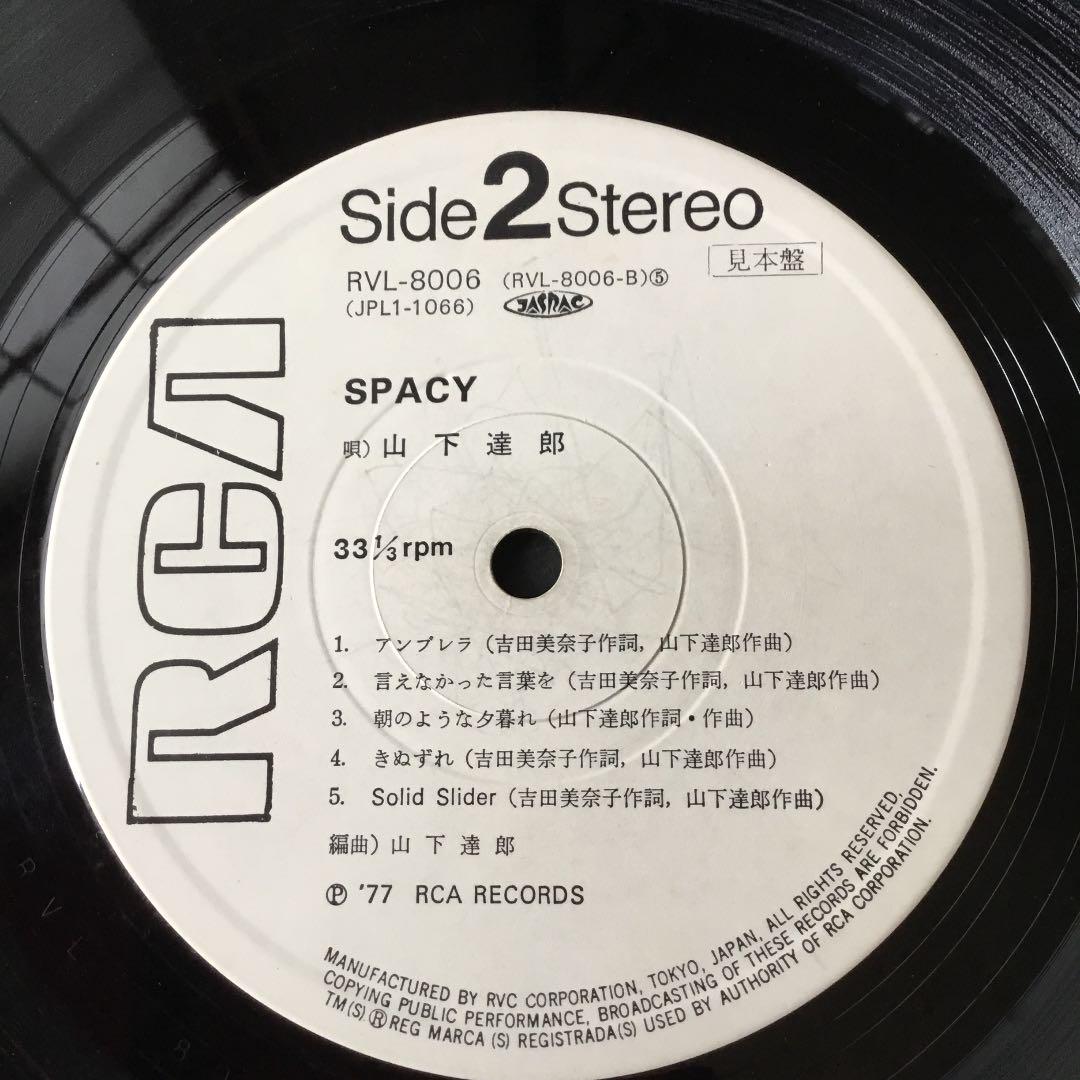 Side 2 Stereo
RVL-8006 (RVL-8006-B)⑤
見本盤
(JPL1-1066) JASRAC
RCA
SPACY
唄)山下達郎
33 1/3 rpm
1. アンブレラ(吉田美奈子作詞, 山下達郎作曲)
2. 言えなかった言葉を(吉田美奈子作詞, 山下達郎作曲)
3. 朝のような夕暮れ(山下達郎作詞・作曲)
4. きぬずれ(吉田美奈子作詞, 山下達郎作曲)
5. Solid Slider(吉田美奈子作詞, 山下達郎作曲)
編曲)山下達郎
Ⓟ '77 RCA RECORDS
MANUFACTURED BY RVC CORPORATION, TOKYO, JAPAN, ALL RIGHTS RESERVED,
COPYING PUBLIC PERFORMANCE, BROADCASTING OF THESE RECORDS ARE FORBIDDEN.
TM(S)®REG MARCA (S) REGISTRADA(S) USED BY AUTHORITY OF RCA CORPORATION.
R V L